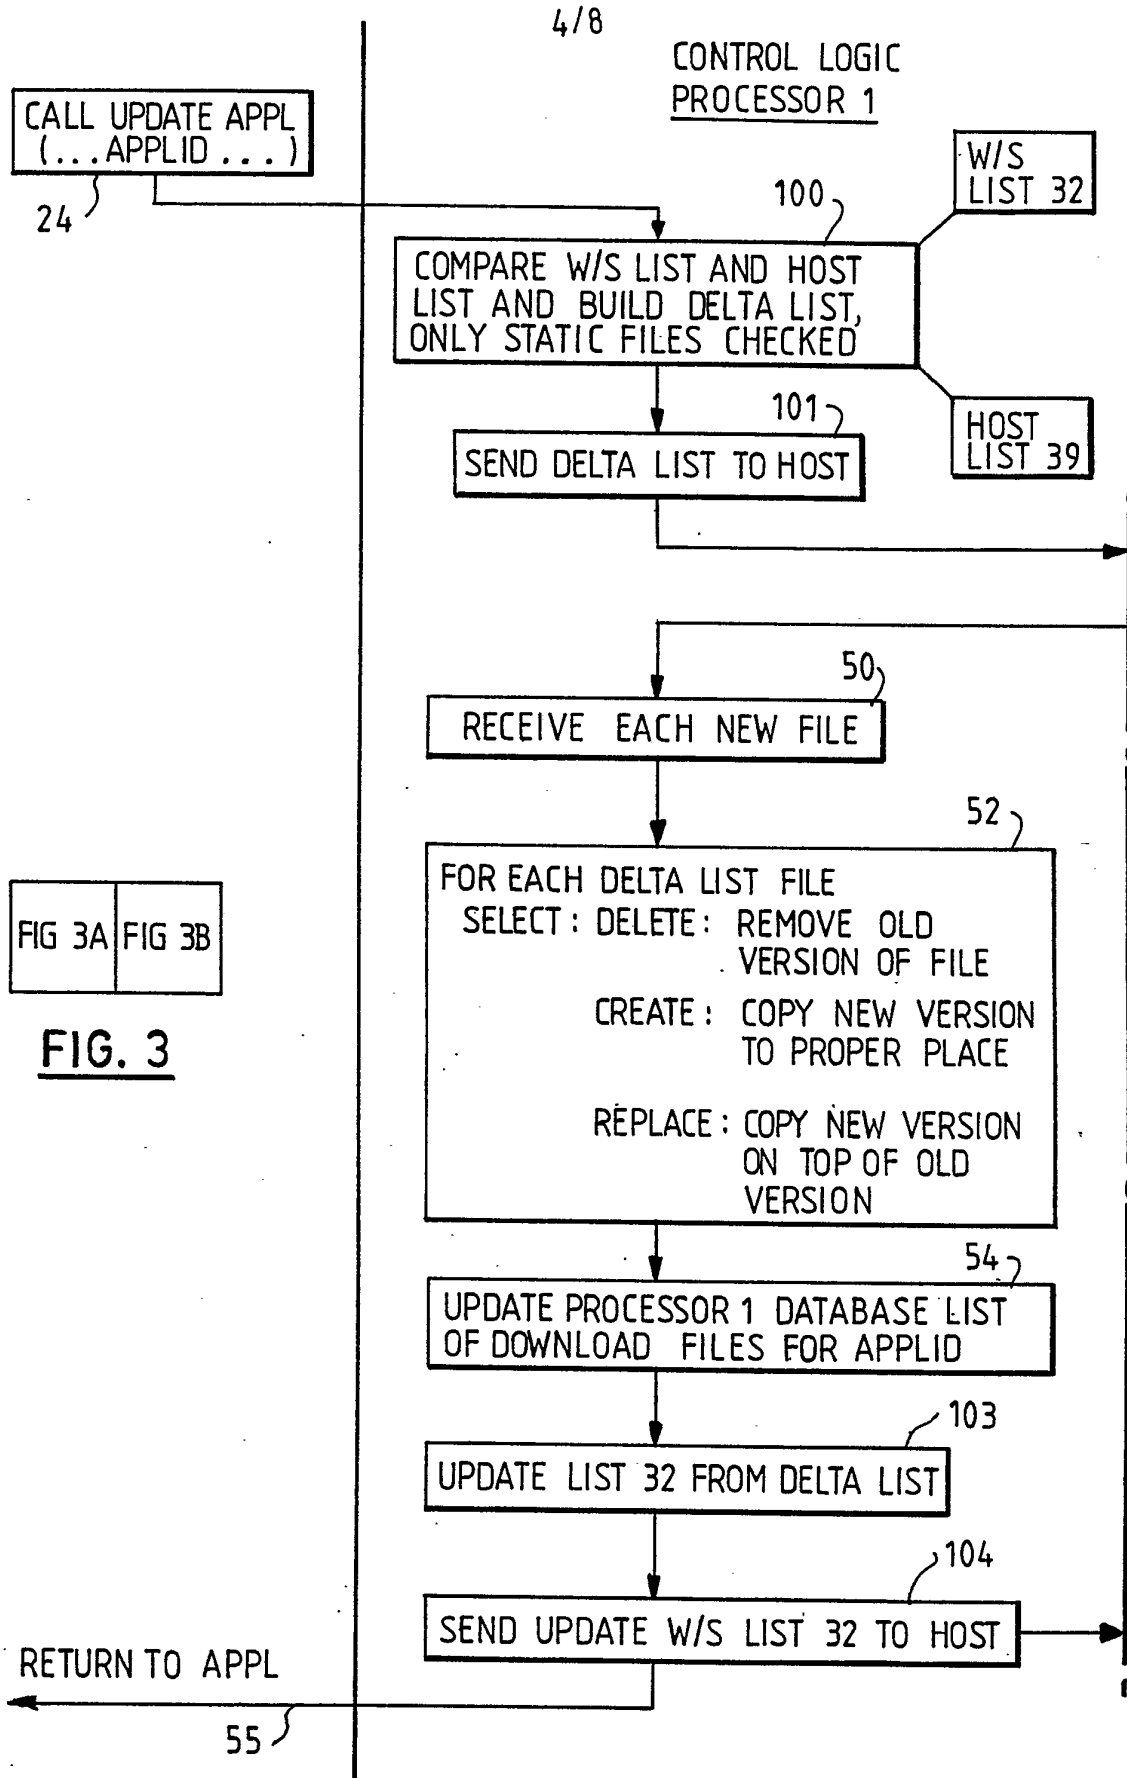 4/8
CONTROL LOGIC
PROCESSOR 1
CALL UPDATE APPL
(...APPLID...)
24
W/S
LIST 32
100
COMPARE W/S LIST AND HOST
LIST AND BUILD DELTA LIST,
ONLY STATIC FILES CHECKED
HOST
LIST 39
101
SEND DELTA LIST TO HOST
50
RECEIVE EACH NEW FILE
52
FOR EACH DELTA LIST FILE
SELECT: DELETE: REMOVE OLD
VERSION OF FILE
CREATE: COPY NEW VERSION
TO PROPER PLACE
REPLACE: COPY NEW VERSION
ON TOP OF OLD
VERSION
FIG 3A FIG 3B
FIG. 3
54
UPDATE PROCESSOR 1 DATABASE LIST
OF DOWNLOAD FILES FOR APPLID
103
UPDATE LIST 32 FROM DELTA LIST
104
SEND UPDATE W/S LIST 32 TO HOST
RETURN TO APPL
55